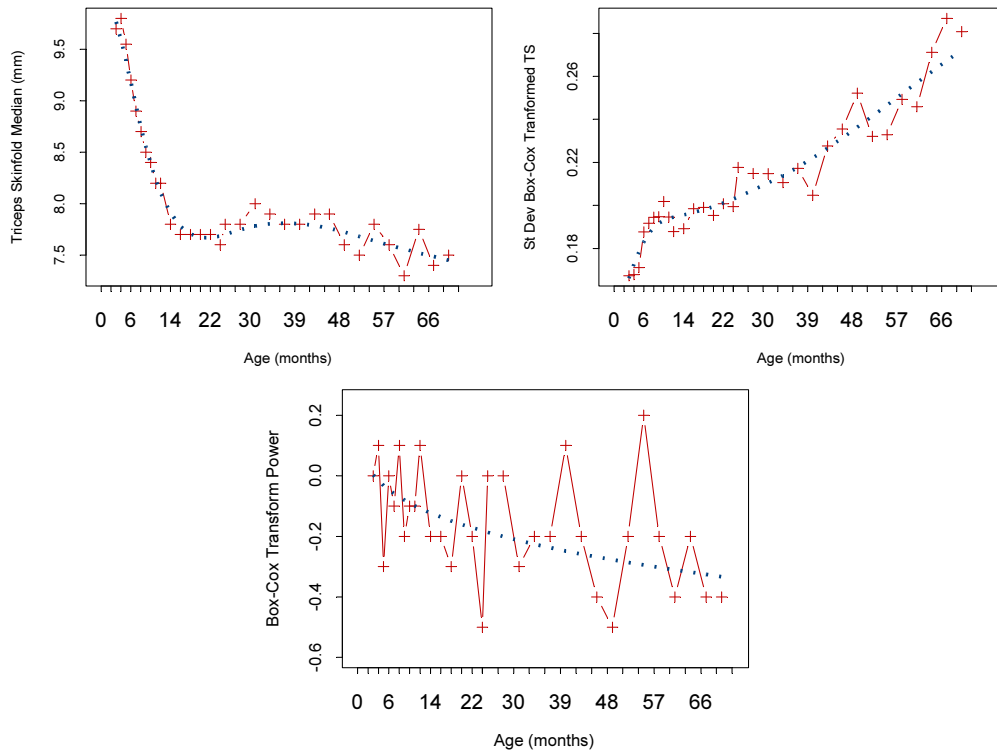 Triceps Skinfold Median (mm)
9.5
9.0
8.5
8.0
7.5
0 6 14 22 30 39 48 57 66
Age (months)
St Dev Box-Cox Tranformed TS
0.26
0.22
0.18
0 6 14 22 30 39 48 57 66
Age (months)
Box-Cox Transform Power
0.2
0.0
-0.2
-0.4
-0.6
0 6 14 22 30 39 48 57 66
Age (months)